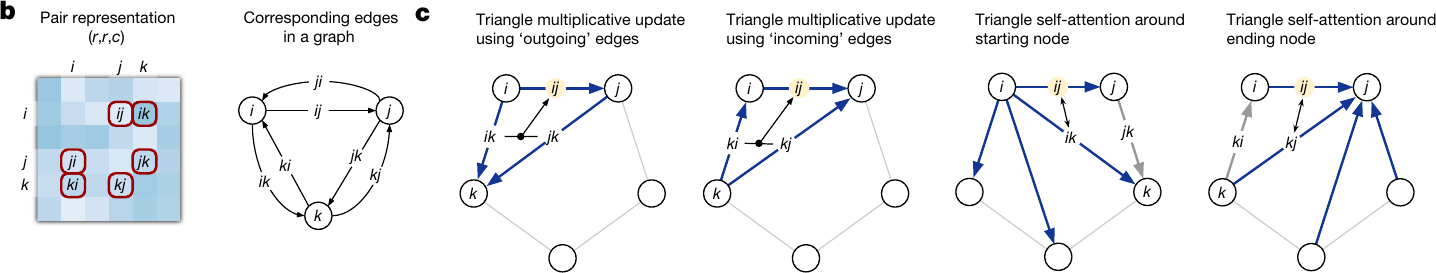 b
Pair representation
(r,r,c)
i j k
i
j
k
ij ik
ji jk
ki kj
Corresponding edges
in a graph
ji
i ij j
ki jk
ik kj
k
c
Triangle multiplicative update
using ‘outgoing’ edges
i ij j
ik jk
k
Triangle multiplicative update
using ‘incoming’ edges
i ij j
ki kj
k
Triangle self-attention around
starting node
i ij j
ik jk
k
Triangle self-attention around
ending node
i ij j
ki kj
k